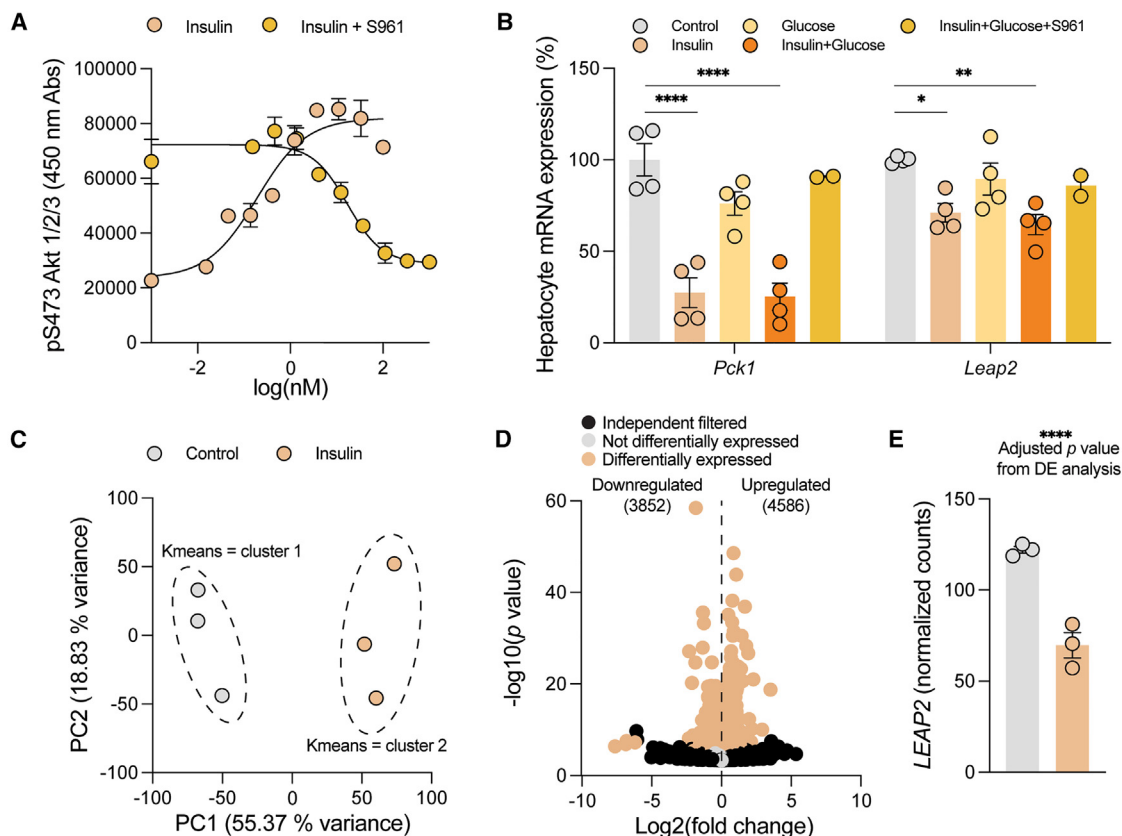 A
Insulin
Insulin + S961
pS473 Akt 1/2/3 (450 nm Abs)
100000
80000
60000
40000
20000
0
-2
0
2
log(nM)
B
Control
Glucose
Insulin+Glucose+S961
Insulin
Insulin+Glucose
Hepatocyte mRNA expression (%)
150
100
50
0
****
****
**
*
Pck1
Leap2
C
Control
Insulin
PC2 (18.83 % variance)
100
50
0
-50
-100
Kmeans = cluster 1
Kmeans = cluster 2
-100
-50
0
50
100
PC1 (55.37 % variance)
D
Independent filtered
Not differentially expressed
Differentially expressed
Downregulated
(3852)
Upregulated
(4586)
-log10(p value)
60
40
20
0
-10
-5
0
5
10
Log2(fold change)
E
****
Adjusted p value
from DE analysis
LEAP2 (normalized counts)
150
100
50
0